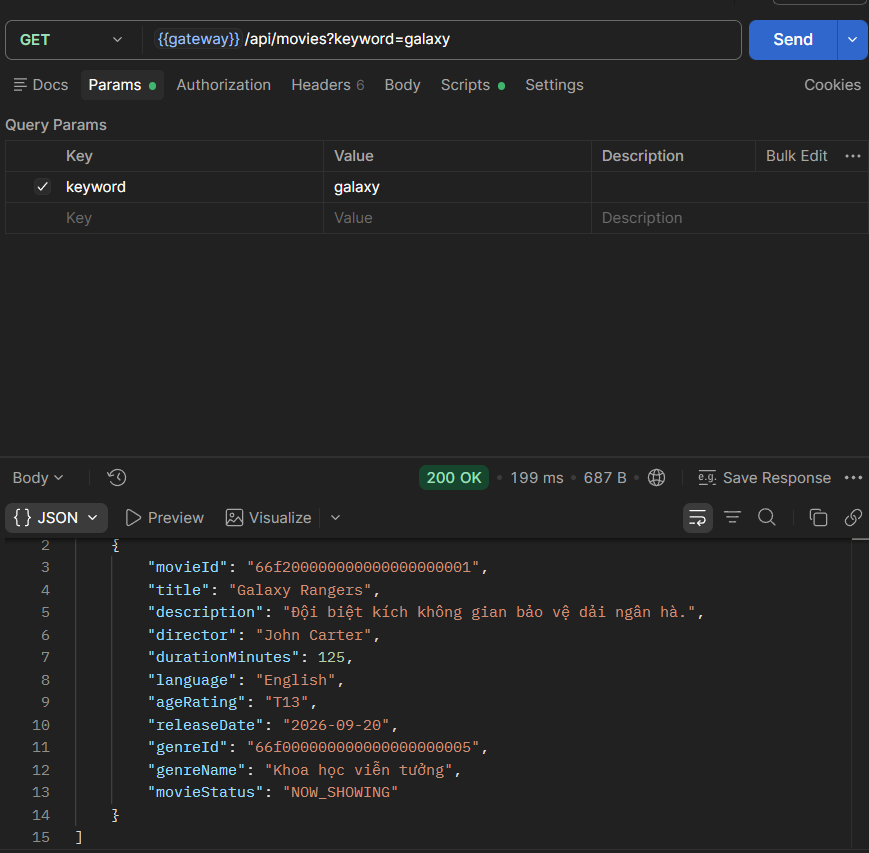 GET {{gateway}} /api/movies?keyword=galaxy Send
Docs Params Authorization Headers 6 Body Scripts Settings Cookies
Query Params
Key Value Description Bulk Edit
keyword galaxy
Key Value Description
Body 200 OK 199 ms 687 B e.g. Save Response
{ } JSON Preview Visualize
2 {
3 "movieId": "66f200000000000000000001",
4 "title": "Galaxy Rangers",
5 "description": "Đội biệt kích không gian bảo vệ dải ngân hà.",
6 "director": "John Carter",
7 "durationMinutes": 125,
8 "language": "English",
9 "ageRating": "T13",
10 "releaseDate": "2026-09-20",
11 "genreId": "66f000000000000000000005",
12 "genreName": "Khoa học viễn tưởng",
13 "movieStatus": "NOW_SHOWING"
14 }
15 ]